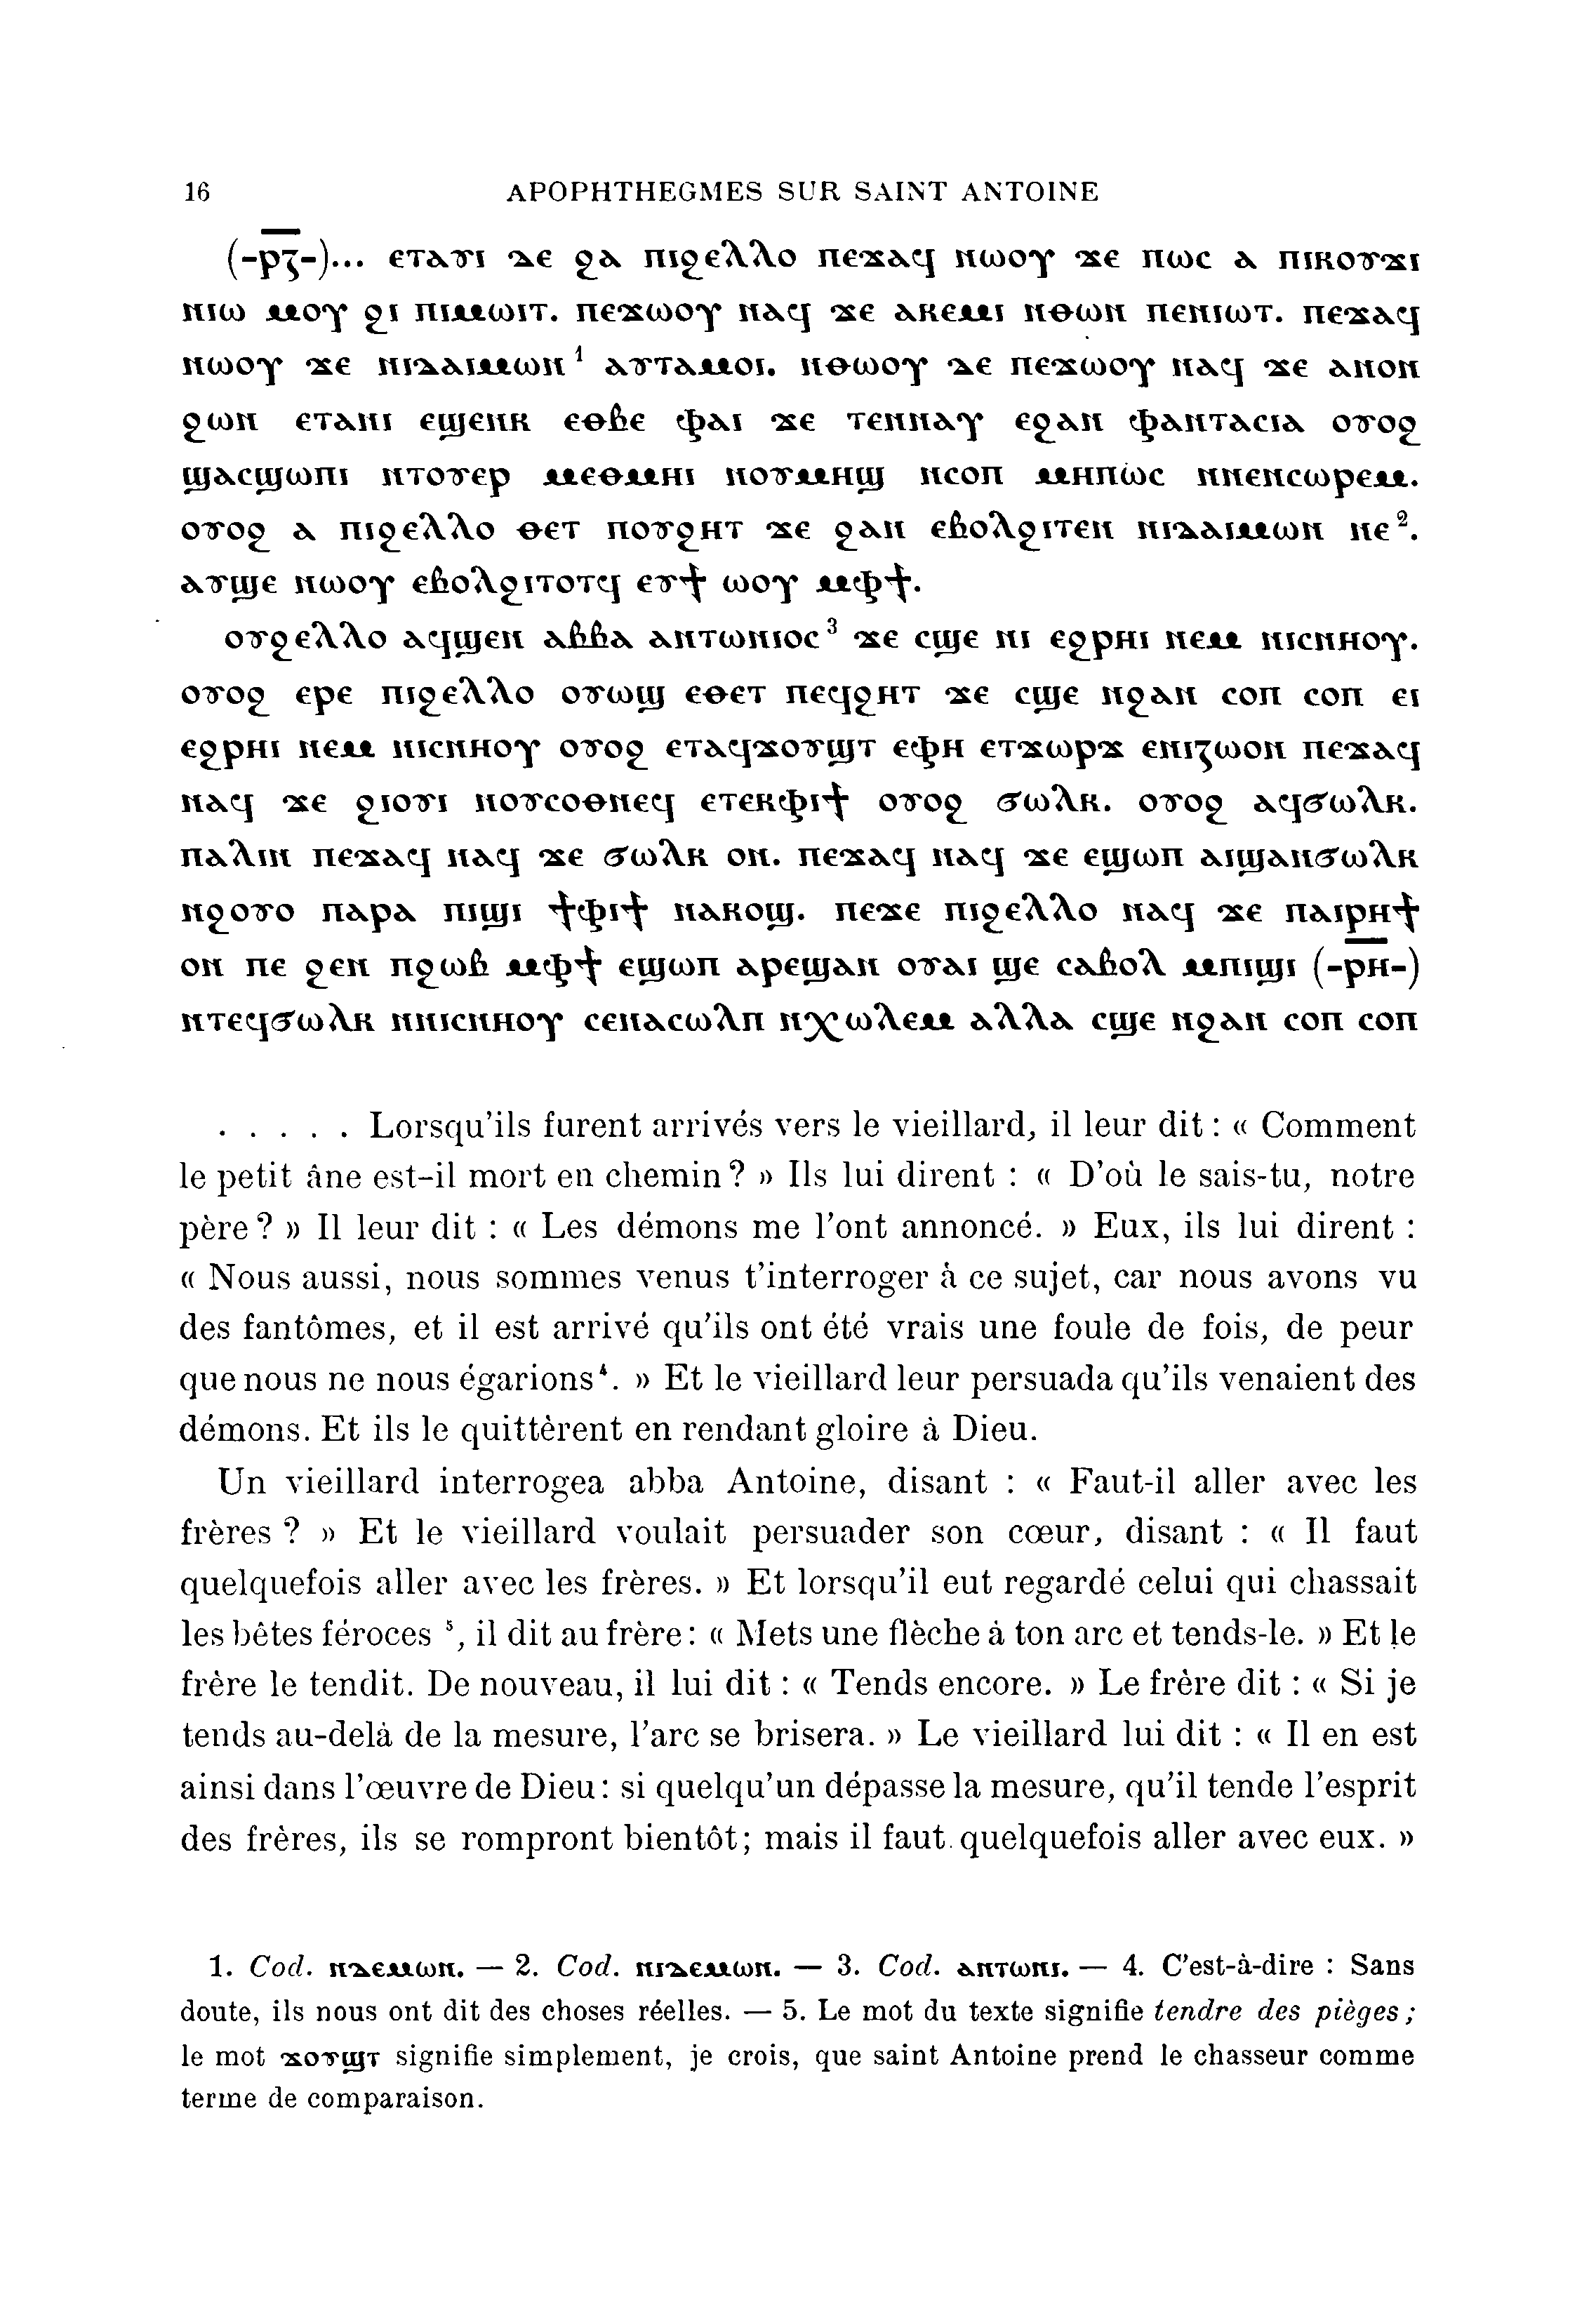 16 APOPHTHEGMES SUR SAINT ANTOINE
(-ⲣ̅ⲍ̅-)... ⲉⲧⲁⲩⲓ ⲇⲉ ϩⲁ ⲡⲓϩⲉⲗⲗⲟ ⲡⲉϫⲁϥ ⲛⲱⲟⲩ ϫⲉ ⲡⲱⲥ ⲁ ⲡⲓⲕⲟⲩϫⲓ
ⲛⲓⲱ ⲙⲟⲩ ϩⲓ ⲡⲓⲙⲱⲓⲧ. ⲡⲉϫⲱⲟⲩ ⲛⲁϥ ϫⲉ ⲁⲕⲉⲙⲓ ⲛⲑⲱⲛ ⲡⲉⲛⲓⲱⲧ. ⲡⲉϫⲁϥ
ⲛⲱⲟⲩ ϫⲉ ⲛⲓⲇⲁⲓⲙⲱⲛ¹ ⲁⲩⲧⲁⲙⲟⲓ. ⲛⲑⲱⲟⲩ ⲇⲉ ⲡⲉϫⲱⲟⲩ ⲛⲁϥ ϫⲉ ⲁⲛⲟⲛ
ϩⲱⲛ ⲉⲧⲁⲛⲓ ⲉϣⲉⲛⲕ ⲉⲑⲃⲉ ⲫⲁⲓ ϫⲉ ⲧⲉⲛⲛⲁⲩ ⲉϩⲁⲛ ⲫⲁⲛⲧⲁⲥⲓⲁ ⲟⲩⲟϩ
ϣⲁⲥϣⲱⲡⲓ ⲛⲧⲟⲩⲉⲣ ⲙⲉⲑⲙⲏⲓ ⲛⲟⲩⲙⲏϣ ⲛⲥⲟⲡ ⲙⲏⲡⲱⲥ ⲛⲛⲉⲛⲥⲱⲣⲉⲙ.
ⲟⲩⲟϩ ⲁ ⲡⲓϩⲉⲗⲗⲟ ⲑⲉⲧ ⲡⲟⲩϩⲏⲧ ϫⲉ ϩⲁⲛ ⲉⲃⲟⲗϩⲓⲧⲉⲛ ⲛⲓⲇⲁⲓⲙⲱⲛ ⲛⲉ².
ⲁⲩϣⲉ ⲛⲱⲟⲩ ⲉⲃⲟⲗϩⲓⲧⲟⲧϥ ⲉⲩϯ ⲱⲟⲩ ⲙⲫϯ.
ⲟⲩϩⲉⲗⲗⲟ ⲁϥϣⲉⲛ ⲁⲃⲃⲁ ⲁⲛⲧⲱⲛⲓⲟⲥ³ ϫⲉ ⲥϣⲉ ⲛⲓ ⲉϩⲣⲏⲓ ⲛⲉⲙ ⲛⲓⲥⲛⲏⲟⲩ.
ⲟⲩⲟϩ ⲉⲣⲉ ⲡⲓϩⲉⲗⲗⲟ ⲟⲩⲱϣ ⲉⲑⲉⲧ ⲡⲉϥϩⲏⲧ ϫⲉ ⲥϣⲉ ⲛϩⲁⲛ ⲥⲟⲡ ⲥⲟⲡ ⲉⲓ
ⲉϩⲣⲏⲓ ⲛⲉⲙ ⲛⲓⲥⲛⲏⲟⲩ ⲟⲩⲟϩ ⲉⲧⲁϥϫⲟⲩϣⲧ ⲉⲫⲏ ⲉⲧϫⲱⲣϫ ⲉⲛⲓⲍⲱⲟⲛ ⲡⲉϫⲁϥ
ⲛⲁϥ ϫⲉ ϩⲓⲟⲩⲓ ⲛⲟⲩⲥⲟⲑⲛⲉϥ ⲉⲧⲉⲕⲫⲓϯ ⲟⲩⲟϩ ϭⲱⲗⲕ. ⲟⲩⲟϩ ⲁϥϭⲱⲗⲕ.
ⲡⲁⲗⲓⲛ ⲡⲉϫⲁϥ ⲛⲁϥ ϫⲉ ϭⲱⲗⲕ ⲟⲛ. ⲡⲉϫⲁϥ ⲛⲁϥ ϫⲉ ⲉϣⲱⲡ ⲁⲓϣⲁⲛϭⲱⲗⲕ
ⲛϩⲟⲩⲟ ⲡⲁⲣⲁ ⲡⲓϣⲓ ϯⲫⲓϯ ⲛⲁⲕⲟϣ. ⲡⲉϫⲉ ⲡⲓϩⲉⲗⲗⲟ ⲛⲁϥ ϫⲉ ⲡⲁⲓⲣⲏϯ
ⲟⲛ ⲡⲉ ϩⲉⲛ ⲡϩⲱⲃ ⲙⲫϯ ⲉϣⲱⲡ ⲁⲣⲉϣⲁⲛ ⲟⲩⲁⲓ ϣⲉ ⲥⲁⲃⲟⲗ ⲙⲡⲓϣⲓ (-ⲣ̅ⲏ̅-)
ⲛⲧⲉϥϭⲱⲗⲕ ⲛⲛⲓⲥⲛⲏⲟⲩ ⲥⲉⲛⲁⲥⲱⲗⲡ ⲛⲭⲱⲗⲉⲙ ⲁⲗⲗⲁ ⲥϣⲉ ⲛϩⲁⲛ ⲥⲟⲡ ⲥⲟⲡ
. . . . . Lorsqu'ils furent arrivés vers le vieillard, il leur dit : « Comment
le petit âne est-il mort en chemin? » Ils lui dirent : « D'où le sais-tu, notre
père? » Il leur dit : « Les démons me l'ont annoncé. » Eux, ils lui dirent :
« Nous aussi, nous sommes venus t'interroger à ce sujet, car nous avons vu
des fantômes, et il est arrivé qu'ils ont été vrais une foule de fois, de peur
que nous ne nous égarions⁴. » Et le vieillard leur persuada qu'ils venaient des
démons. Et ils le quittèrent en rendant gloire à Dieu.
Un vieillard interrogea abba Antoine, disant : « Faut-il aller avec les
frères ? » Et le vieillard voulait persuader son cœur, disant : « Il faut
quelquefois aller avec les frères. » Et lorsqu'il eut regardé celui qui chassait
les bêtes féroces ⁵, il dit au frère: « Mets une flèche à ton arc et tends-le. » Et le
frère le tendit. De nouveau, il lui dit : « Tends encore. » Le frère dit : « Si je
tends au-delà de la mesure, l'arc se brisera. » Le vieillard lui dit : « Il en est
ainsi dans l'œuvre de Dieu: si quelqu'un dépasse la mesure, qu'il tende l'esprit
des frères, ils se rompront bientôt; mais il faut quelquefois aller avec eux. »
1. Cod. ⲛⲇⲉⲙⲱⲛ. — 2. Cod. ⲛⲓⲇⲉⲙⲱⲛ. — 3. Cod. ⲁⲛⲧⲱⲛⲓ. — 4. C'est-à-dire : Sans
doute, ils nous ont dit des choses réelles. — 5. Le mot du texte signifie tendre des pièges;
le mot ϫⲟⲩϣⲧ signifie simplement, je crois, que saint Antoine prend le chasseur comme
terme de comparaison.